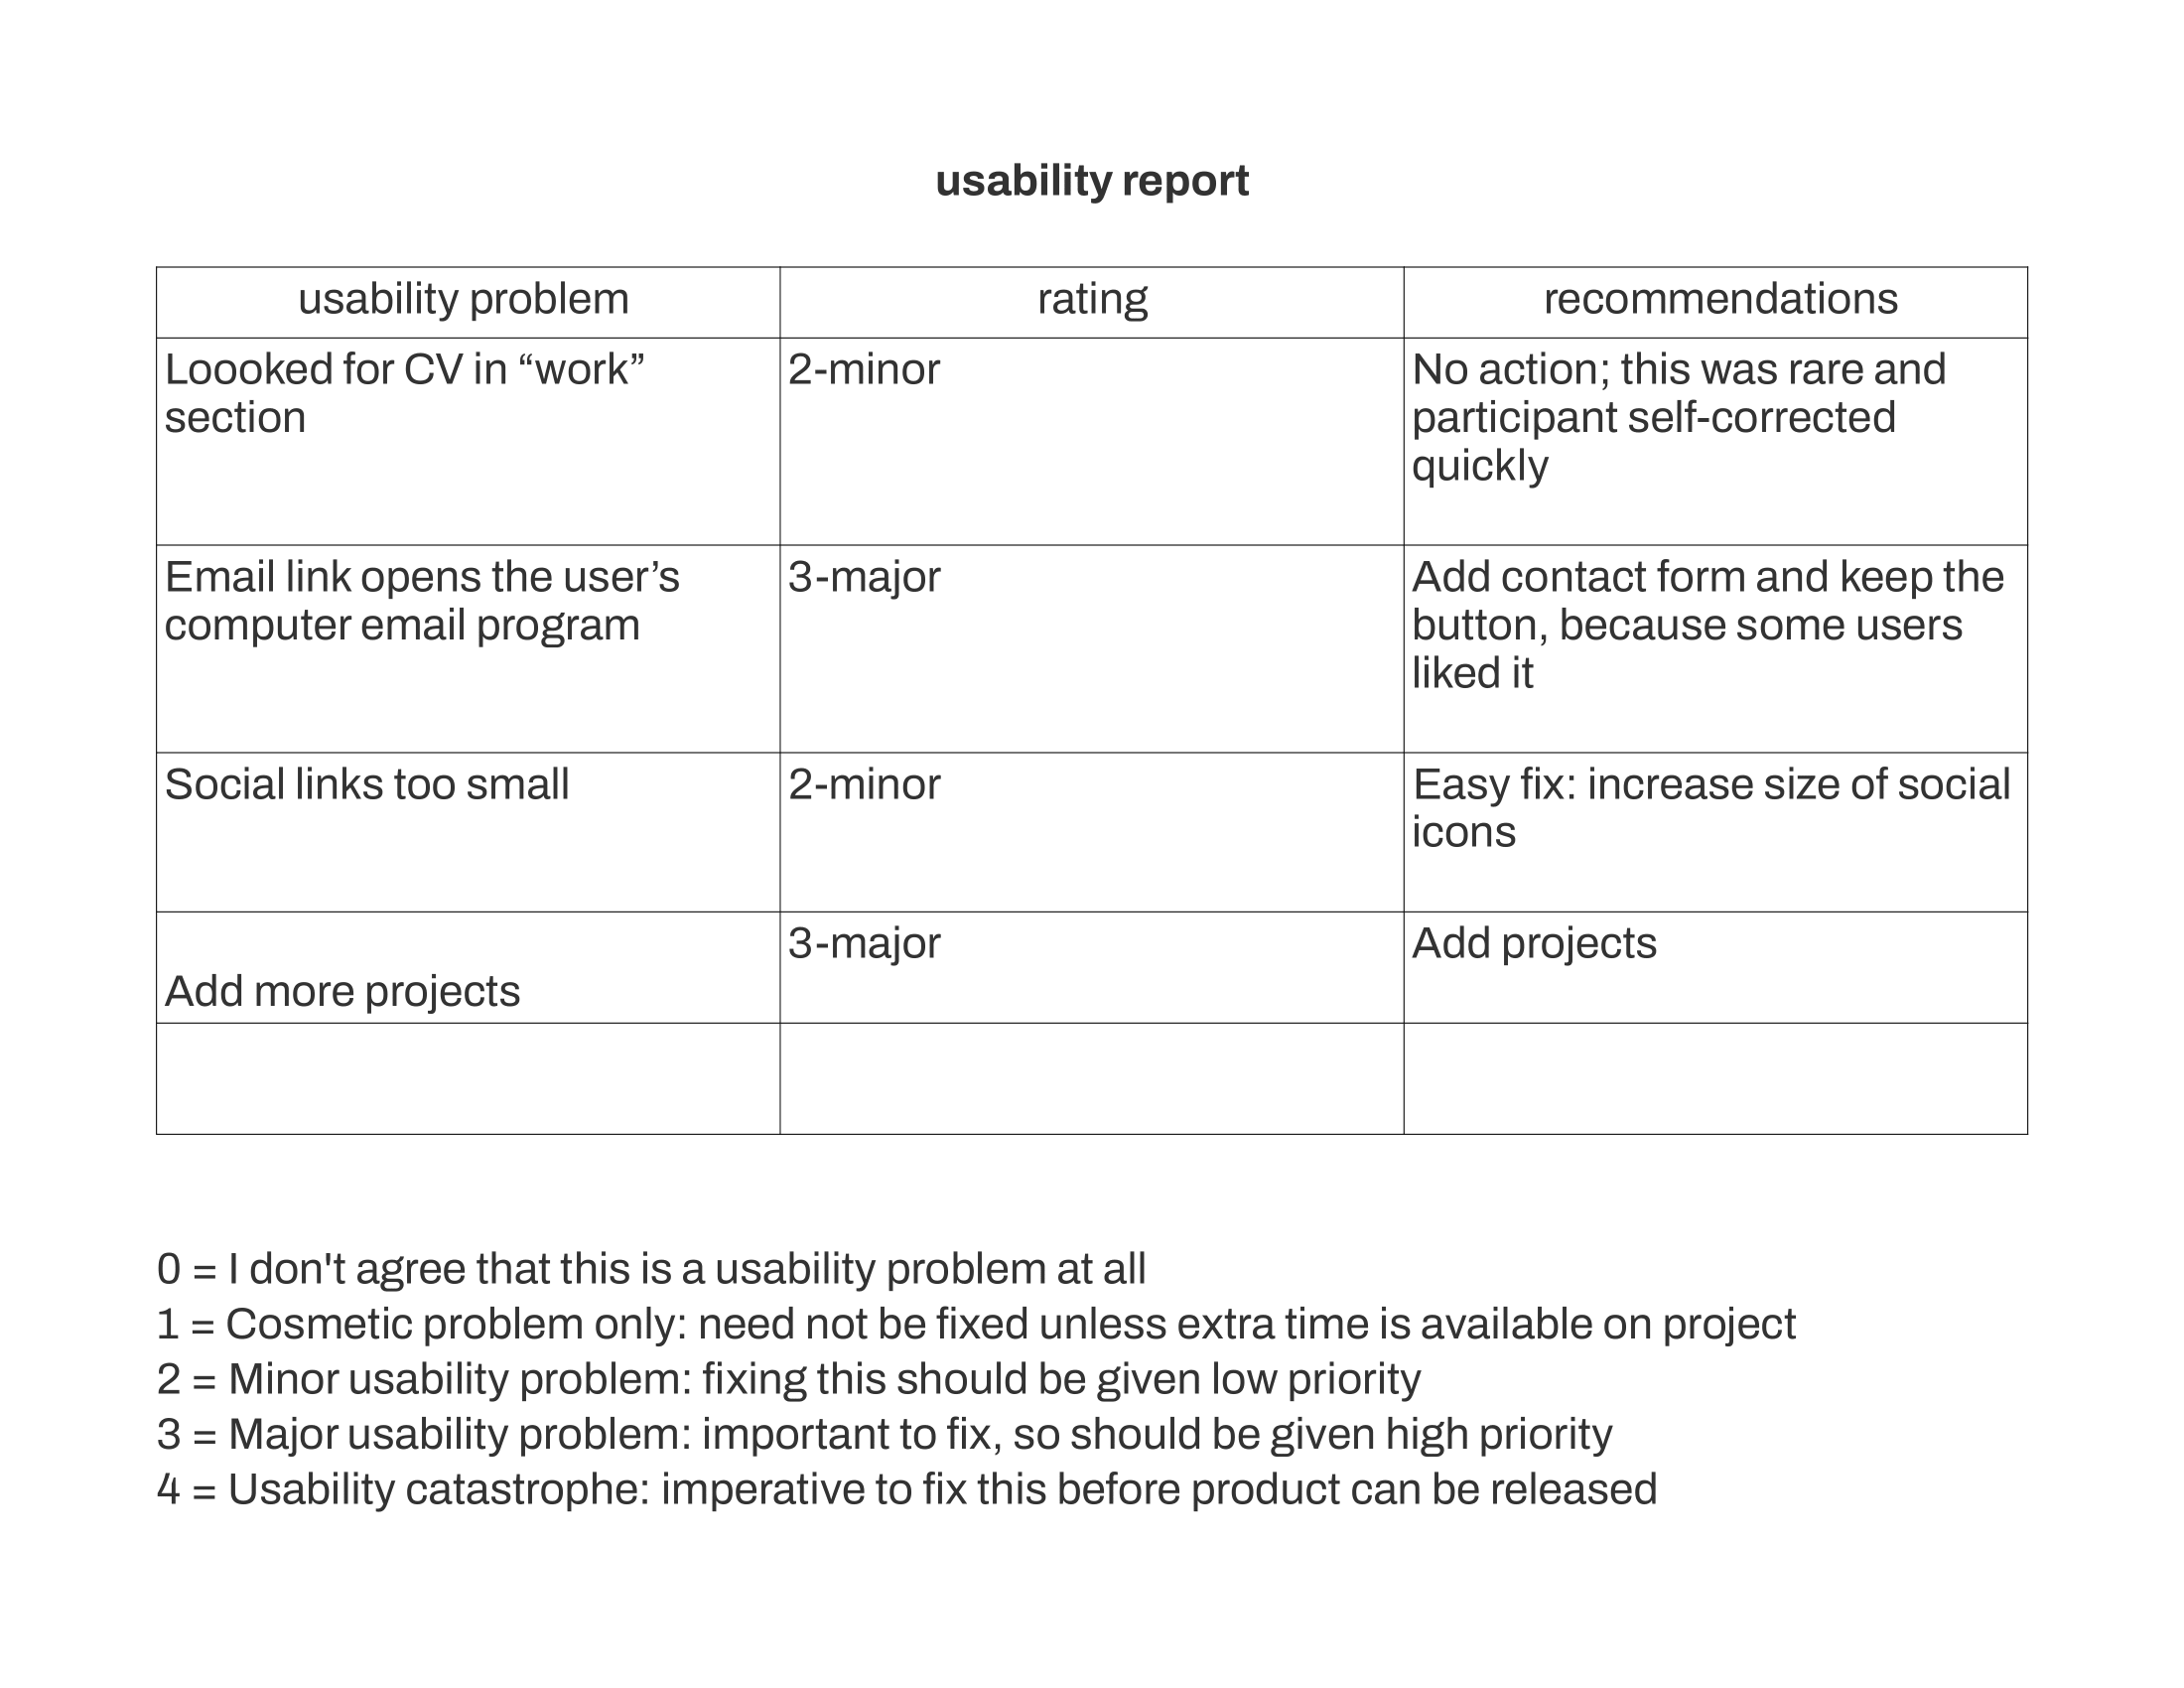 usability report
usability problem rating recommendations
Loooked for CV in “work” 2-minor No action; this was rare and
section participant self-corrected
quickly
Email link opens the user’s 3-major Add contact form and keep the
computer email program button, because some users
liked it
Social links too small 2-minor Easy fix: increase size of social
icons
3-major Add projects
Add more projects
0 = I don't agree that this is a usability problem at all
1 = Cosmetic problem only: need not be fixed unless extra time is available on project
2 = Minor usability problem: fixing this should be given low priority
3 = Major usability problem: important to fix, so should be given high priority
4 = Usability catastrophe: imperative to fix this before product can be released